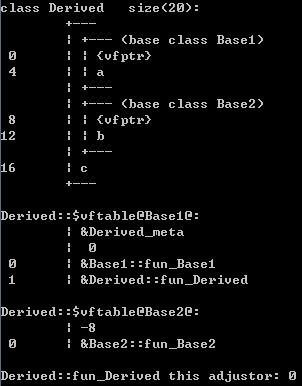 class Derived   size(20):
        +---
        | +--- (base class Base1)
 0      | | {vfptr}
 4      | | a
        | +---
        | +--- (base class Base2)
 8      | | {vfptr}
12      | | b
        | +---
16      | c
        +---
Derived::$vftable@Base1@:
        | &Derived_meta
        |  0
 0      | &Base1::fun_Base1
 1      | &Derived::fun_Derived
Derived::$vftable@Base2@:
        | -8
 0      | &Base2::fun_Base2
Derived::fun_Derived this adjustor: 0